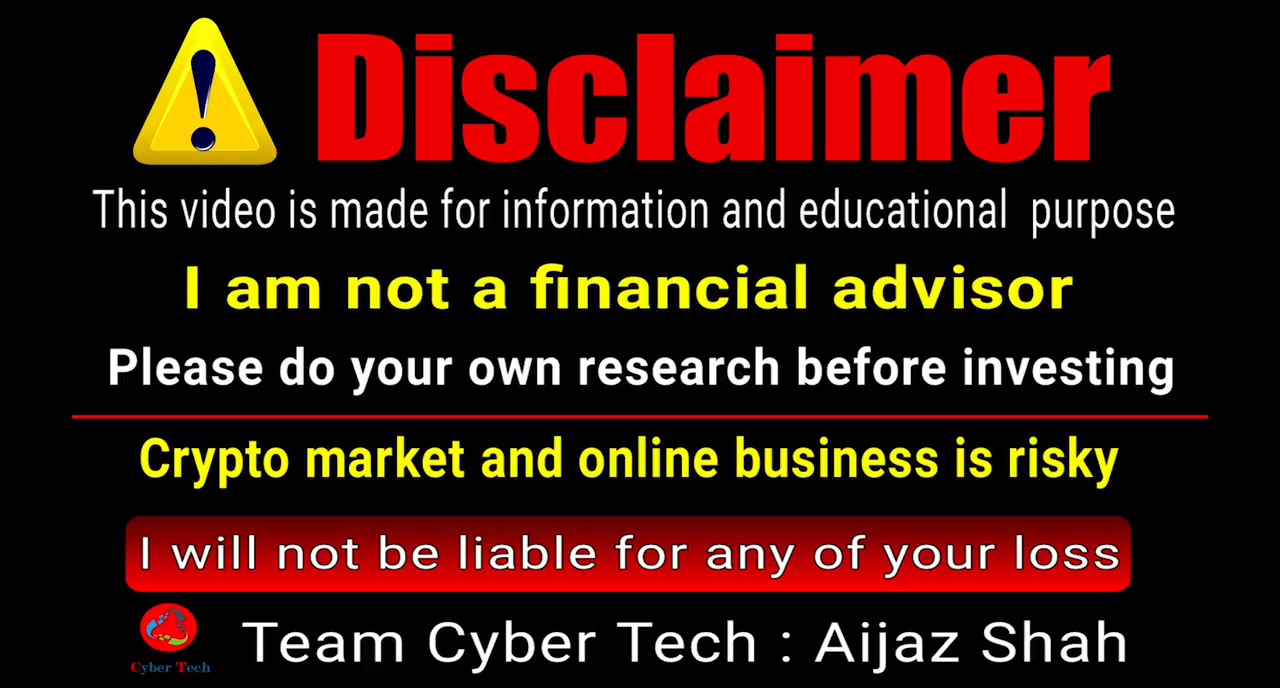 Disclaimer
This video is made for information and educational purpose
I am not a financial advisor
Please do your own research before investing
Crypto market and online business is risky
I will not be liable for any of your loss
Team Cyber Tech : Aijaz Shah
Cyber Tech